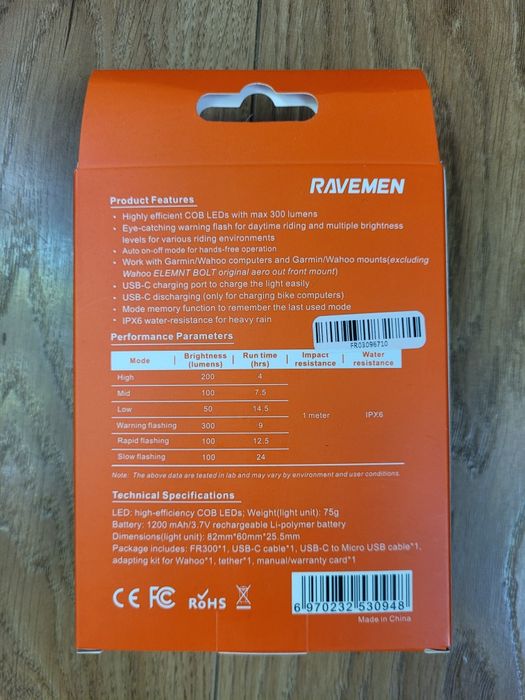 RAVEMEN
Product Features
• Highly efficient COB LEDs with max 300 lumens
• Eye-catching warning flash for daytime riding and multiple brightness
levels for various riding environments
• Auto on-off mode for hands-free operation
• Work with Garmin/Wahoo computers and Garmin/Wahoo mounts(excluding
Wahoo ELEMNT BOLT original aero out front mount)
• USB-C charging port to charge the light easily
• USB-C discharging (only for charging bike computers)
• Mode memory function to remember the last used mode
• IPX6 water-resistance for heavy rain
FR03096710
Performance Parameters
Mode Brightness (lumens) Run time (hrs) Impact resistance Water resistance
High 200 4
Mid 100 7.5
Low 50 14.5
1 meter IPX6
Warning flashing 300 9
Rapid flashing 100 12.5
Slow flashing 100 24
Note: The above data are tested in lab and may vary by environment and user conditions.
Technical Specifications
LED: high-efficiency COB LEDs; Weight(light unit): 75g
Battery: 1200 mAh/3.7V rechargeable Li-polymer battery
Dimensions(light unit): 82mm*60mm*25.5mm
Package includes: FR300*1, USB-C cable*1, USB-C to Micro USB cable*1,
adapting kit for Wahoo*1, tether*1, manual/warranty card*1
CE FC RoHS
6 970232 530948
Made in China